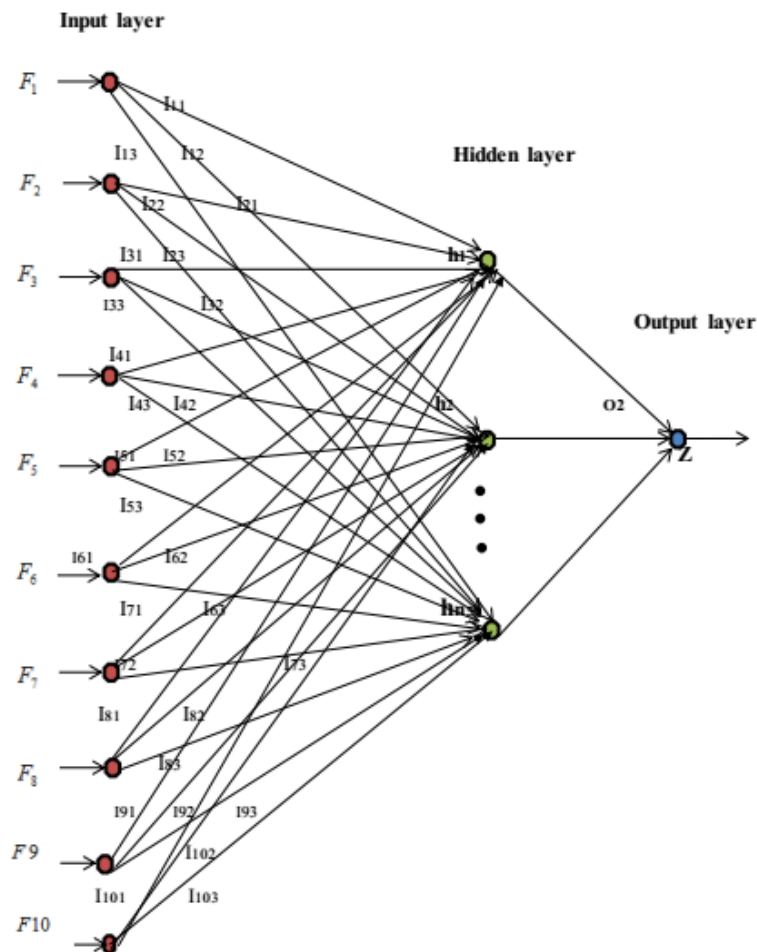 Input layer
F1
I11
I13 I12
Hidden layer
F2
I22 I21
I31 I23
h1
F3
I33 I32
Output layer
I41
F4
I43 I42
h2
O2
I51 I52
Z
F5
I53
I61 I62
F6
I71 I63
hn
I72 I73
F7
I81 I82
I83
F8
I91 I92 I93
F9
I102
I101 I103
F10